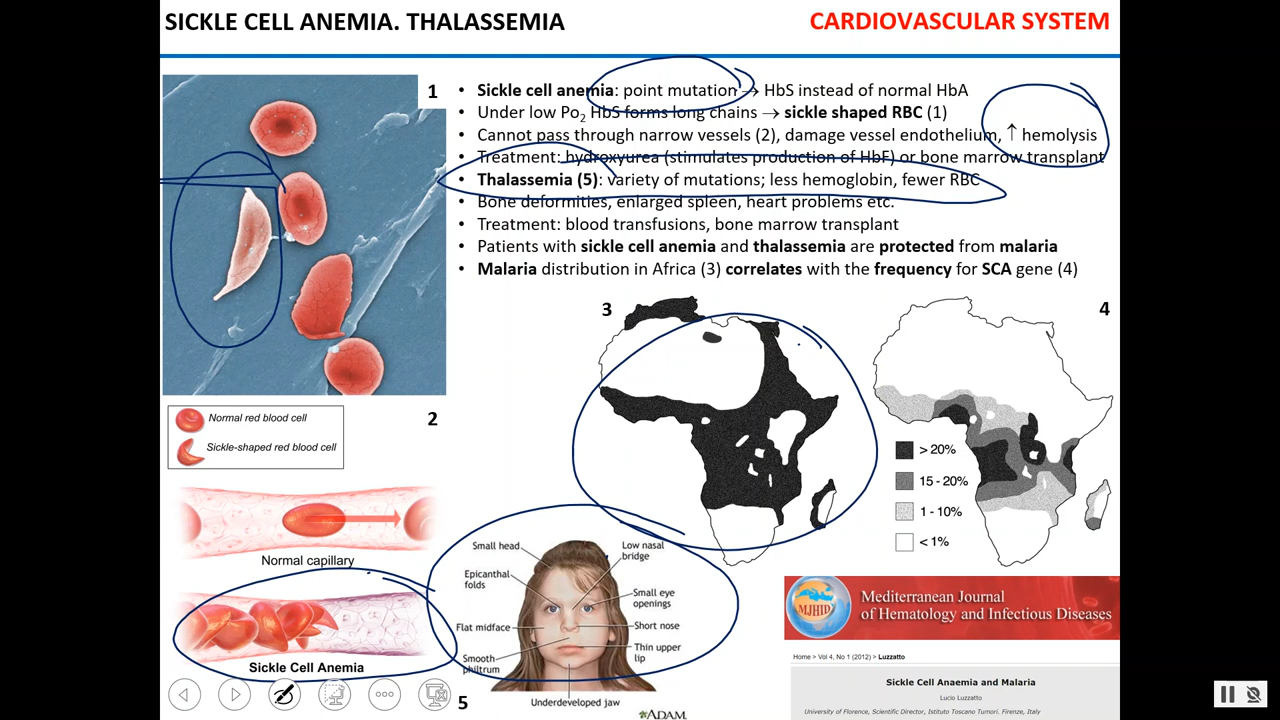 SICKLE CELL ANEMIA. THALASSEMIA
CARDIOVASCULAR SYSTEM
1
• Sickle cell anemia: point mutation → HbS instead of normal HbA
• Under low Po2 HbS forms long chains → sickle shaped RBC (1)
• Cannot pass through narrow vessels (2), damage vessel endothelium, ↑ hemolysis
• Treatment: hydroxyurea (stimulates production of HbF) or bone marrow transplant
• Thalassemia (5): variety of mutations; less hemoglobin, fewer RBC
• Bone deformities, enlarged spleen, heart problems etc.
• Treatment: blood transfusions, bone marrow transplant
• Patients with sickle cell anemia and thalassemia are protected from malaria
• Malaria distribution in Africa (3) correlates with the frequency for SCA gene (4)
3
4
> 20%
15 - 20%
1 - 10%
< 1%
2
Normal red blood cell
Sickle-shaped red blood cell
Normal capillary
Sickle Cell Anemia
Small head
Low nasal
bridge
Epicanthal
folds
Small eye
openings
Flat midface
Short nose
Thin upper
lip
Smooth
philtrum
Underdeveloped jaw
5
ADAM.
MJHID
Mediterranean Journal
of Hematology and Infectious Diseases
Home > Vol 4, No 1 (2012) > Luzzatto
Sickle Cell Anaemia and Malaria
Lucio Luzzatto
University of Florence, Scientific Director, Istituto Toscano Tumori. Firenze, Italy